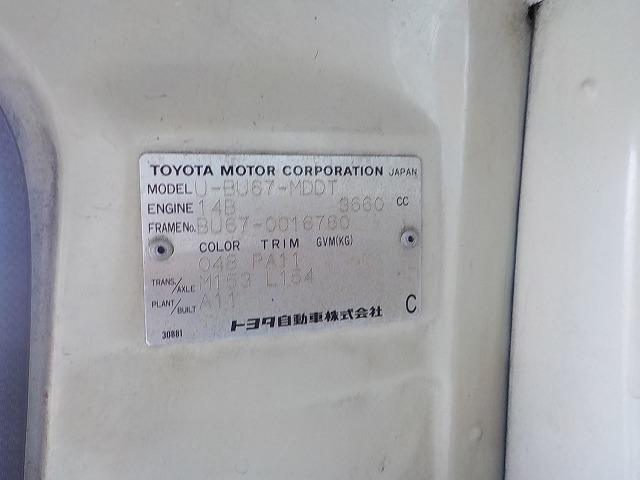 TOYOTA MOTOR CORPORATION JAPAN
MODEL U-BU67-MDDT
ENGINE 14B 3660 CC
FRAME No. BU67-0016760
COLOR TRIM GVM(KG)
048 PA11
TRANS/AXLE M153 L154
PLANT/BUILT A11
30881 トヨタ自動車株式会社 C